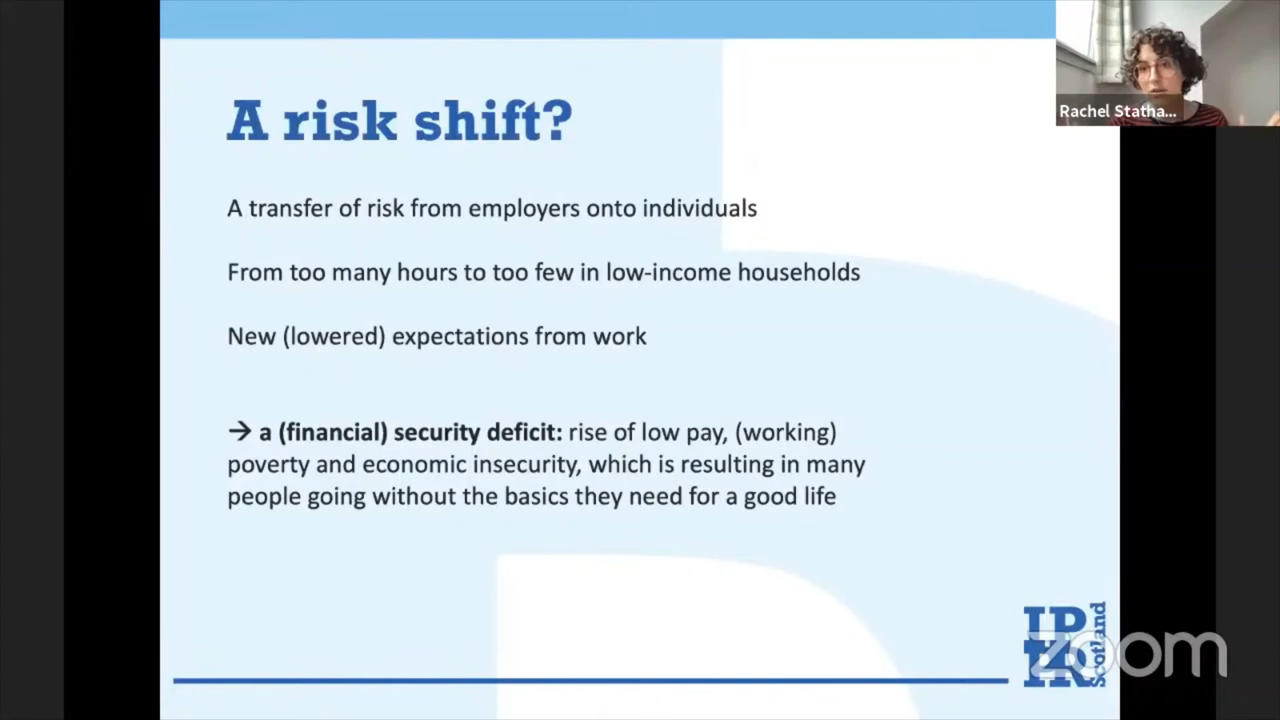 A risk shift?
Rachel Statha...
A transfer of risk from employers onto individuals
From too many hours to too few in low-income households
New (lowered) expectations from work
→ a (financial) security deficit: rise of low pay, (working)
poverty and economic insecurity, which is resulting in many
people going without the basics they need for a good life
IPPR
Scotland
zoom